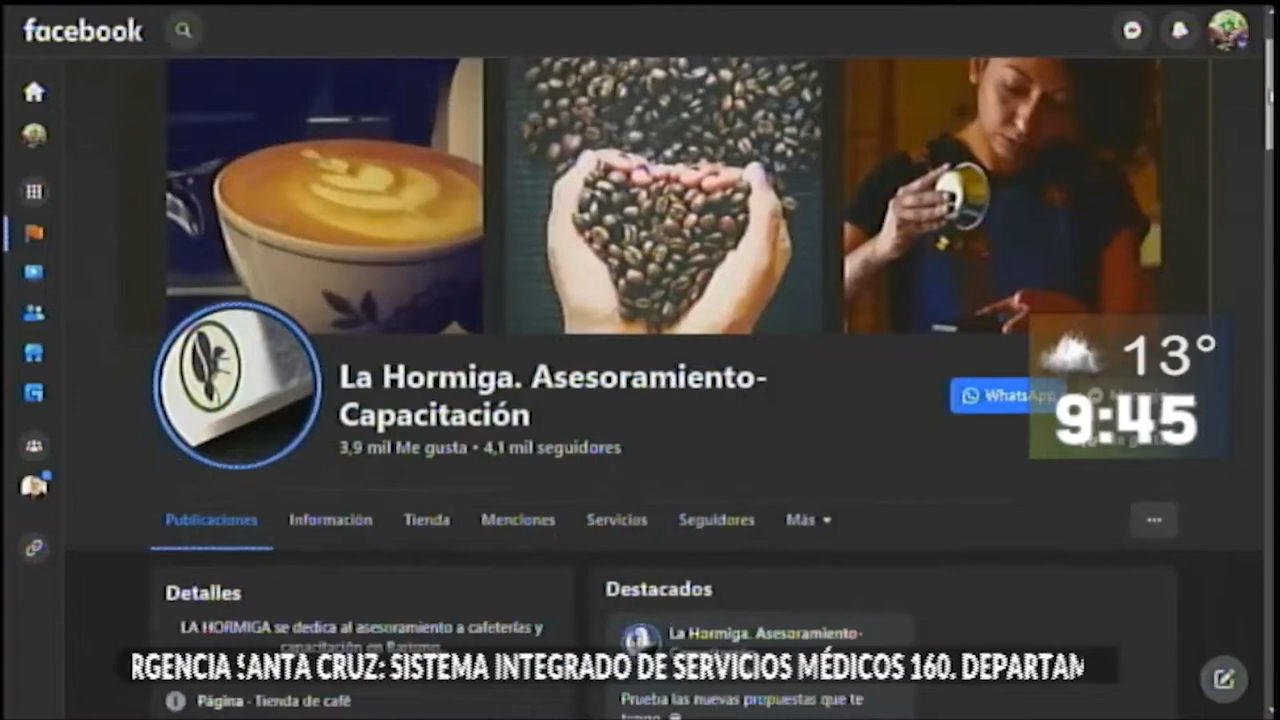 facebook
La Hormiga. Asesoramiento-
Capacitación
3,9 mil Me gusta • 4,1 mil seguidores
WhatsApp
13°
9:45
Publicaciones
Información
Tienda
Menciones
Servicios
Seguidores
Más
Detalles
LA HORMIGA se dedica al asesoramiento a cafeterías y
capacitación en
Página · Tienda de café
Destacados
La Hormiga. Asesoramiento-
Prueba las nuevas propuestas que te
RGENCIA SANTA CRUZ: SISTEMA INTEGRADO DE SERVICIOS MÉDICOS 160. DEPARTAM